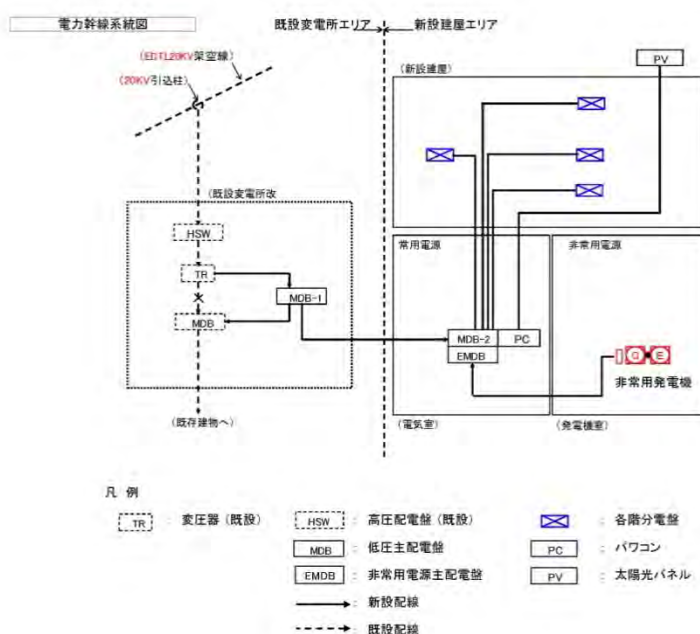 電力幹線系統図
既設変電所エリア
新設建屋エリア
(EDTL20KV架空線)
(20KV引込柱)
(新設建屋)
PV
(既設変電所改
HSW
TR
MDB-1
MDB
(既存建物へ)
常用電源
非常用電源
MDB-2
PC
EMDB
G
E
非常用発電機
(電気室)
(発電機室)
凡 例
TR : 変圧器 (既設)
HSW : 高圧配電盤 (既設)
: 各階分電盤
MDB : 低圧主配電盤
PC : パワコン
EMDB : 非常用電源主配電盤
PV : 太陽光パネル
: 新設配線
: 既設配線